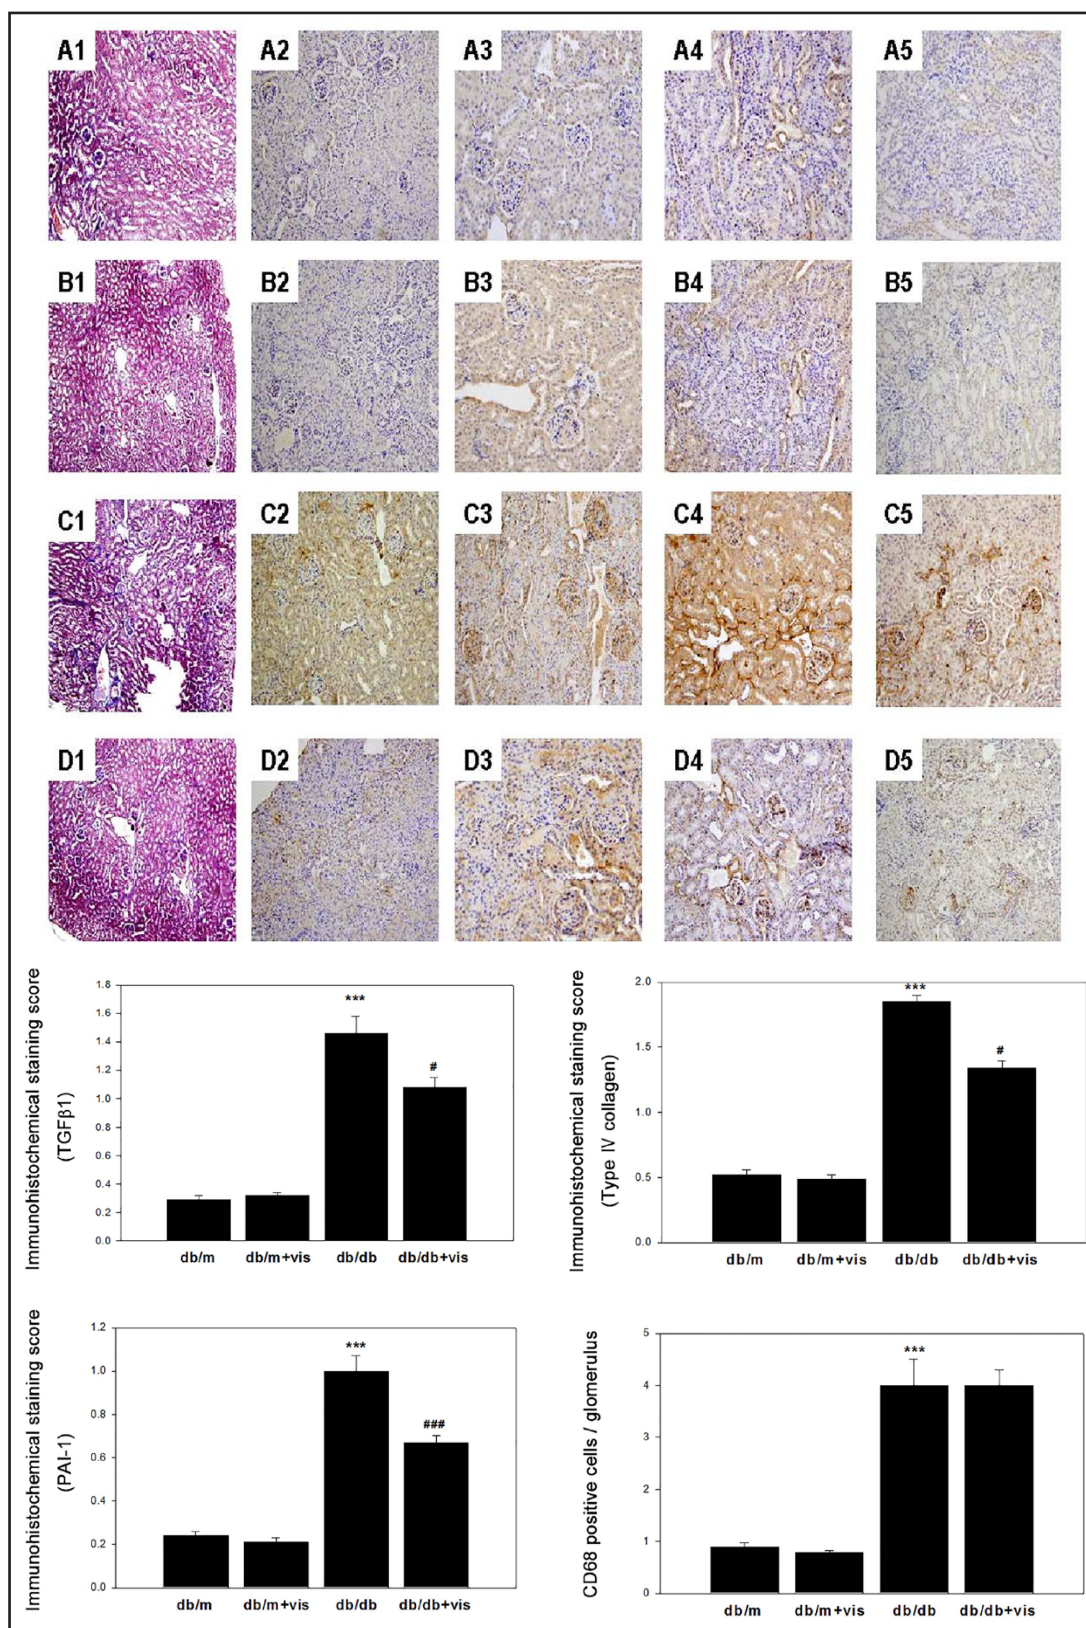 A1 A2 A3 A4 A5
B1 B2 B3 B4 B5
C1 C2 C3 C4 C5
D1 D2 D3 D4 D5
Immunohistochemical staining score
(TGFβ1)
1.8
1.6
1.4
1.2
1.0
0.8
0.6
0.4
0.2
0.0
***
#
db/m db/m+vis db/db db/db+vis
Immunohistochemical staining score
(Type IV collagen)
2.0
1.5
1.0
0.5
0.0
***
#
db/m db/m+vis db/db db/db+vis
Immunohistochemical staining score
(PAI-1)
1.2
1.0
0.8
0.6
0.4
0.2
0.0
***
###
db/m db/m+vis db/db db/db+vis
CD68 positive cells / glomerulus
5
4
3
2
1
0
***
db/m db/m+vis db/db db/db+vis